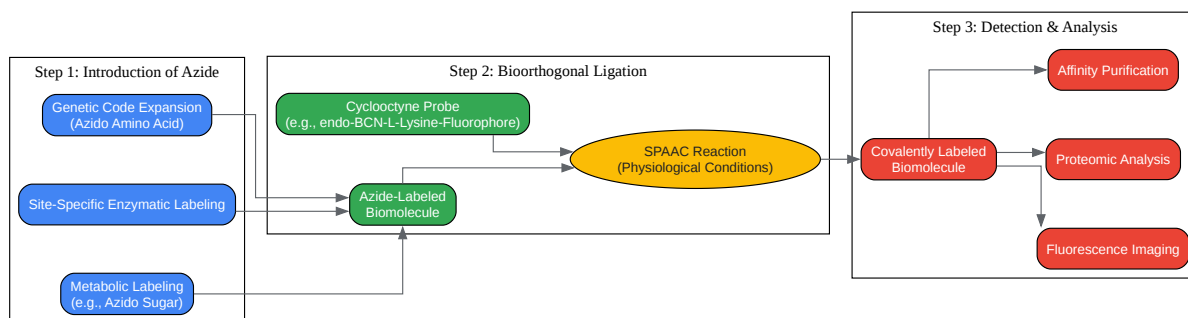 Step 1: Introduction of Azide
Genetic Code Expansion
(Azido Amino Acid)
Site-Specific Enzymatic Labeling
Metabolic Labeling
(e.g., Azido Sugar)
Step 2: Bioorthogonal Ligation
Cyclooctyne Probe
(e.g., endo-BCN-L-Lysine-Fluorophore)
Azide-Labeled
Biomolecule
SPAAC Reaction
(Physiological Conditions)
Step 3: Detection & Analysis
Covalently Labeled
Biomolecule
Affinity Purification
Proteomic Analysis
Fluorescence Imaging